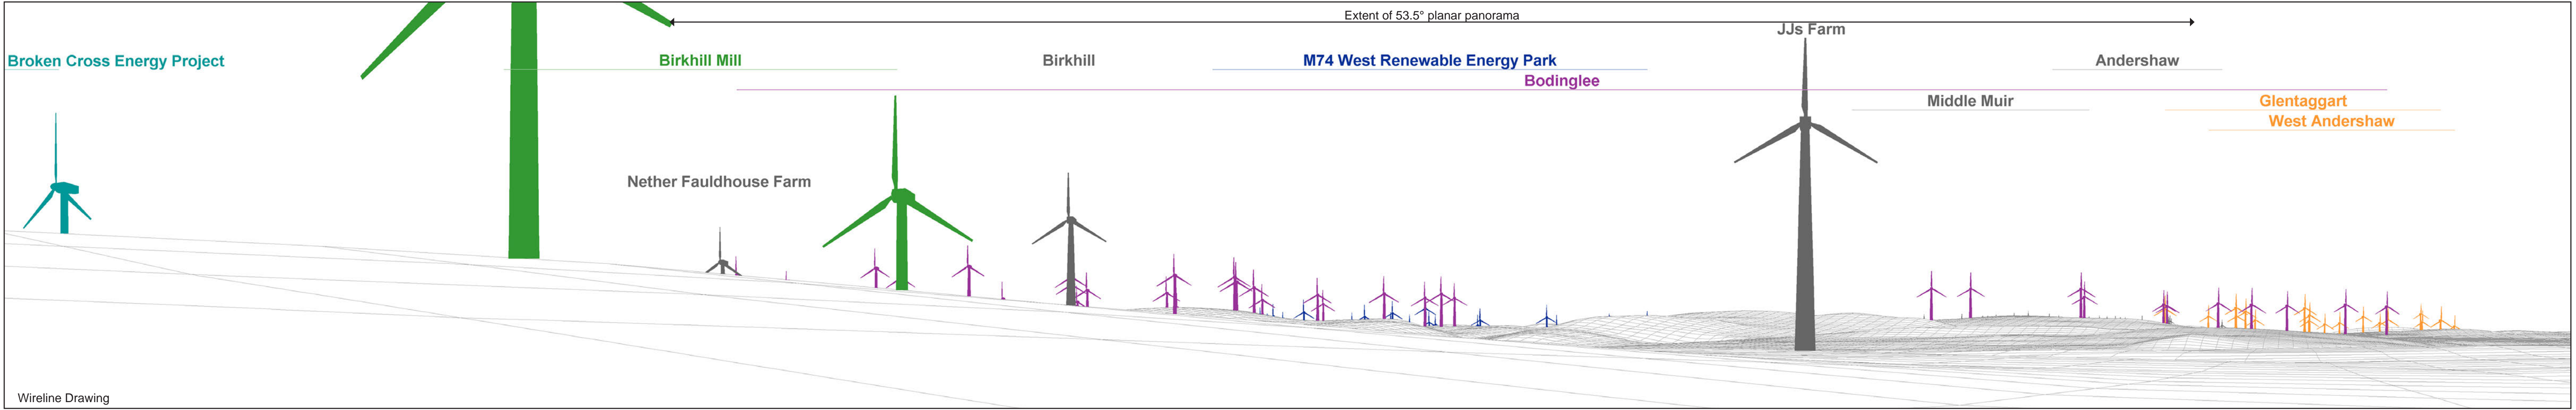 Extent of 53.5° planar panorama
JJs Farm
Broken Cross Energy Project
Birkhill Mill
Birkhill
M74 West Renewable Energy Park
Andershaw
Bodinglee
Middle Muir
Glentaggart
West Andershaw
Nether Fauldhouse Farm
Wireline Drawing